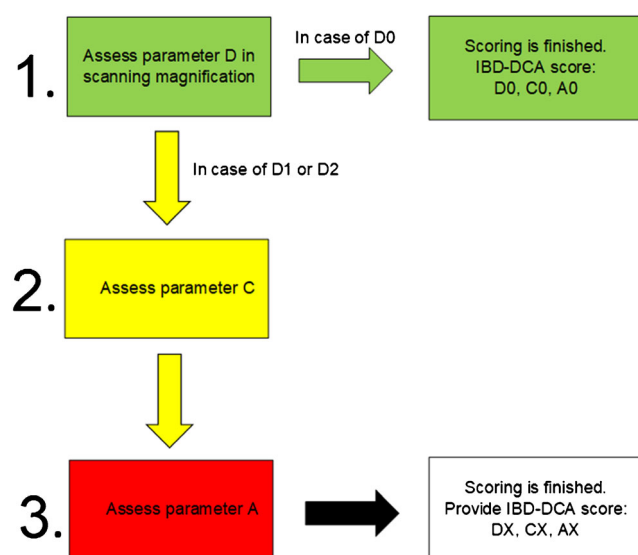 1.
Assess parameter D in
scanning magnification
In case of D0
Scoring is finished.
IBD-DCA score:
D0, C0, A0
In case of D1 or D2
2.
Assess parameter C
3.
Assess parameter A
Scoring is finished.
Provide IBD-DCA score:
DX, CX, AX